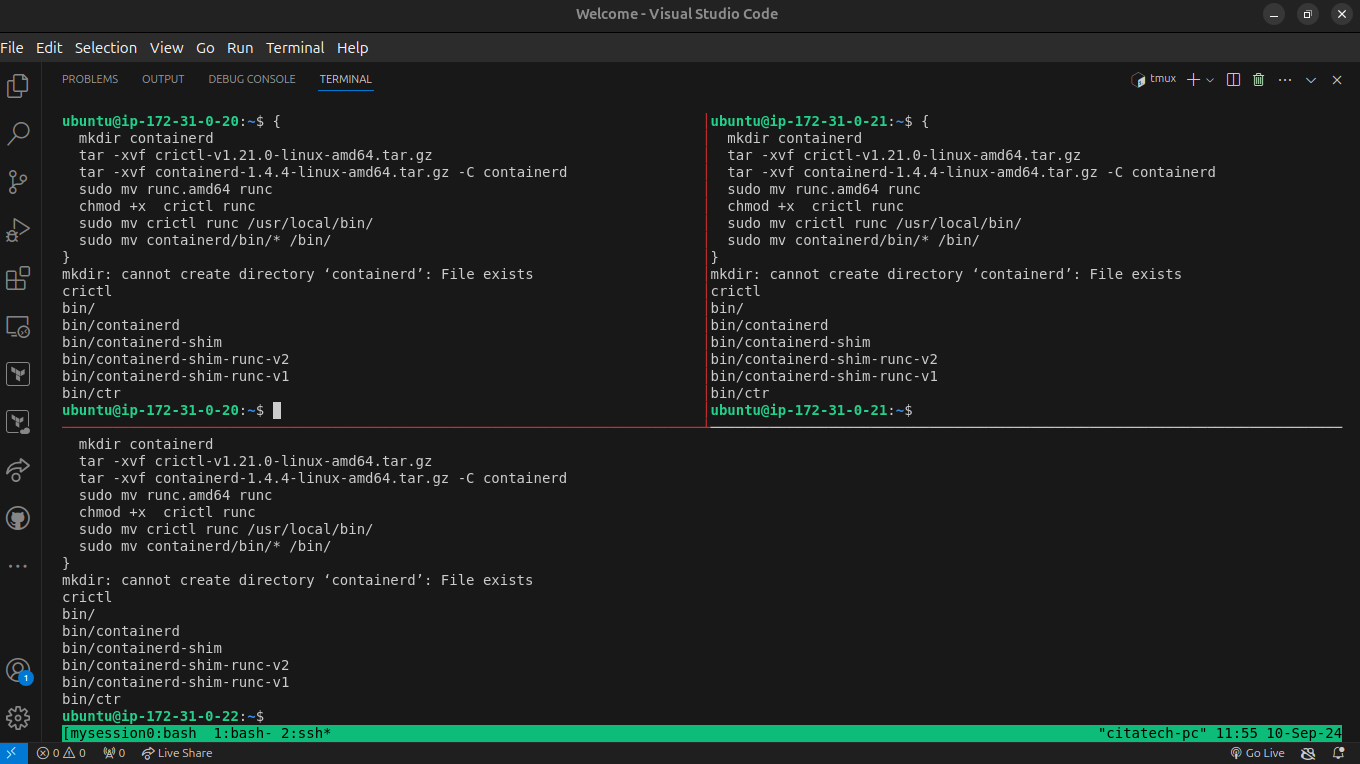 Welcome - Visual Studio Code
File Edit Selection View Go Run Terminal Help
PROBLEMS OUTPUT DEBUG CONSOLE TERMINAL
tmux
ubuntu@ip-172-31-0-20:~$ {
  mkdir containerd
  tar -xvf crictl-v1.21.0-linux-amd64.tar.gz
  tar -xvf containerd-1.4.4-linux-amd64.tar.gz -C containerd
  sudo mv runc.amd64 runc
  chmod +x  crictl runc
  sudo mv crictl runc /usr/local/bin/
  sudo mv containerd/bin/* /bin/
}
mkdir: cannot create directory ‘containerd’: File exists
crictl
bin/
bin/containerd
bin/containerd-shim
bin/containerd-shim-runc-v2
bin/containerd-shim-runc-v1
bin/ctr
ubuntu@ip-172-31-0-20:~$
ubuntu@ip-172-31-0-21:~$ {
  mkdir containerd
  tar -xvf crictl-v1.21.0-linux-amd64.tar.gz
  tar -xvf containerd-1.4.4-linux-amd64.tar.gz -C containerd
  sudo mv runc.amd64 runc
  chmod +x  crictl runc
  sudo mv crictl runc /usr/local/bin/
  sudo mv containerd/bin/* /bin/
}
mkdir: cannot create directory ‘containerd’: File exists
crictl
bin/
bin/containerd
bin/containerd-shim
bin/containerd-shim-runc-v2
bin/containerd-shim-runc-v1
bin/ctr
ubuntu@ip-172-31-0-21:~$
  mkdir containerd
  tar -xvf crictl-v1.21.0-linux-amd64.tar.gz
  tar -xvf containerd-1.4.4-linux-amd64.tar.gz -C containerd
  sudo mv runc.amd64 runc
  chmod +x  crictl runc
  sudo mv crictl runc /usr/local/bin/
  sudo mv containerd/bin/* /bin/
}
mkdir: cannot create directory ‘containerd’: File exists
crictl
bin/
bin/containerd
bin/containerd-shim
bin/containerd-shim-runc-v2
bin/containerd-shim-runc-v1
bin/ctr
ubuntu@ip-172-31-0-22:~$
1
[mysession0:bash  1:bash- 2:ssh* "citatech-pc" 11:55 10-Sep-24
0 0 0 Live Share Go Live